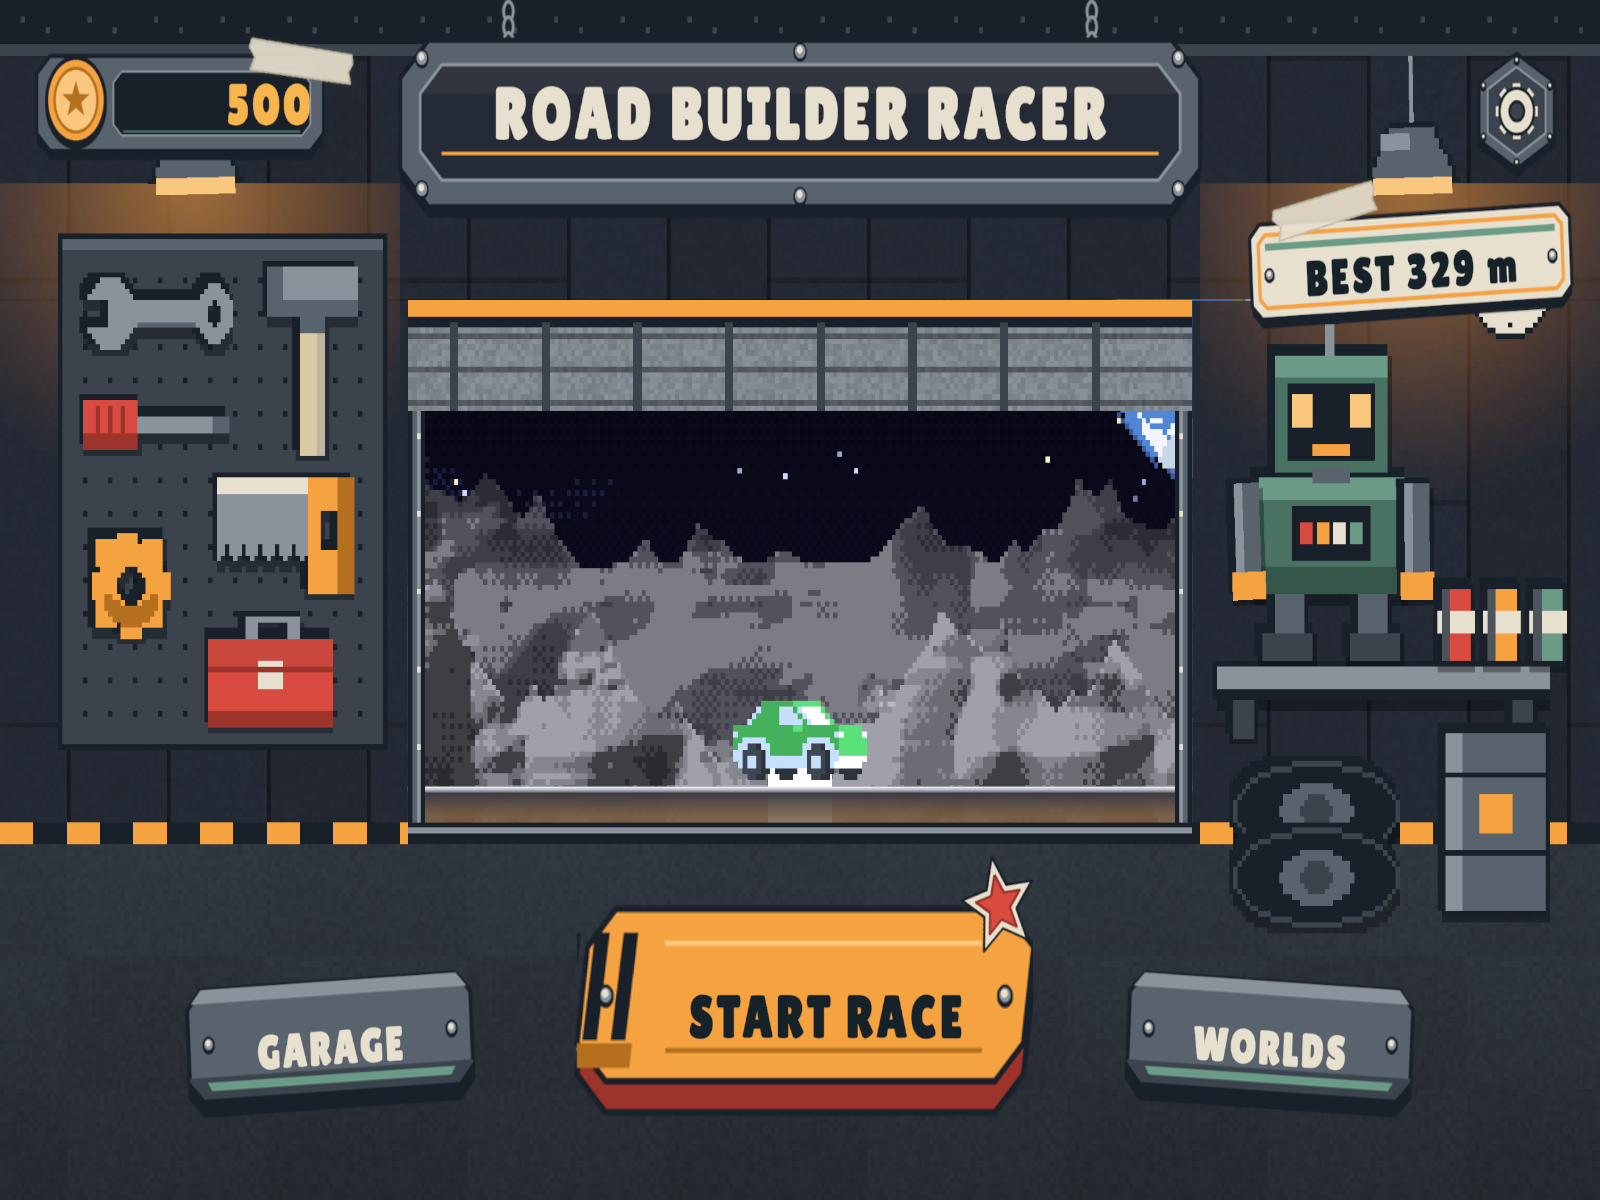 500
ROAD BUILDER RACER
BEST 329 m
START RACE
GARAGE
WORLDS